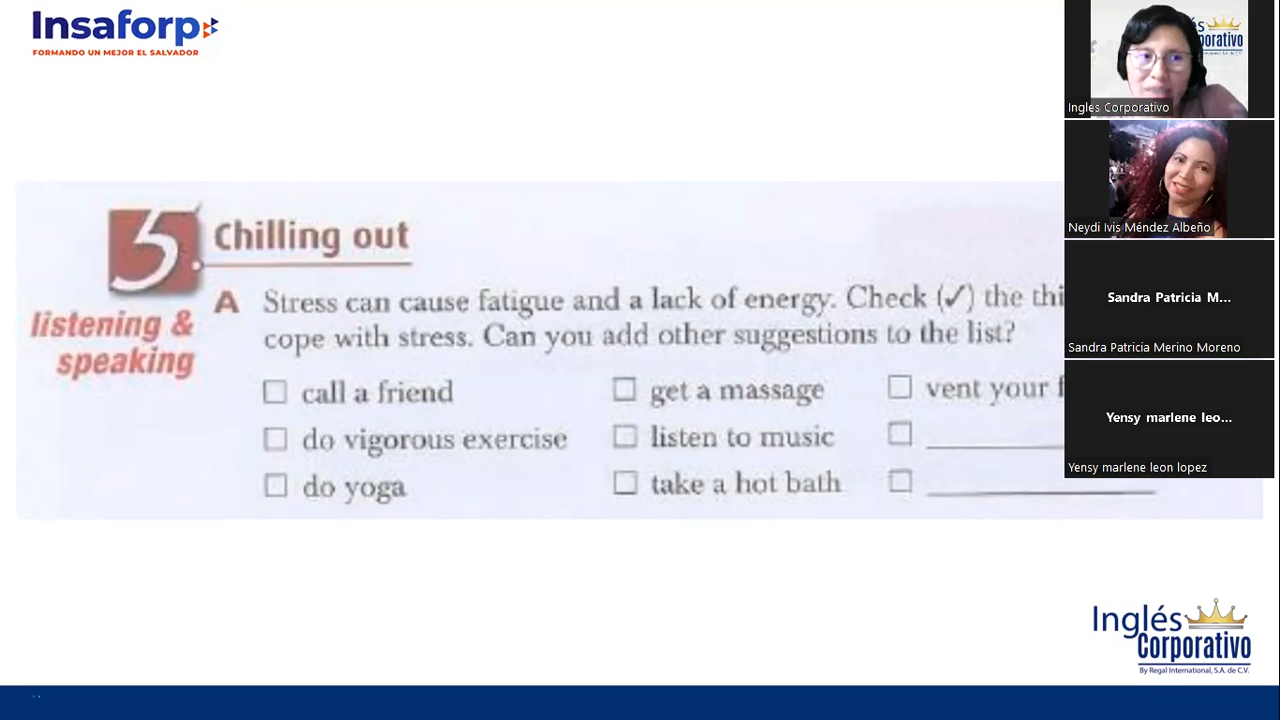 Insaforp
FORMANDO UN MEJOR EL SALVADOR
5 Chilling out
listening &
speaking
A Stress can cause fatigue and a lack of energy. Check (✓) the
cope with stress. Can you add other suggestions to the list?
☐ call a friend ☐ get a massage ☐ vent your
☐ do vigorous exercise ☐ listen to music ☐ ____________
☐ do yoga ☐ take a hot bath ☐ ____________
Inglés Corporativo
Neydi Ivis Méndez Albeño
Sandra Patricia M...
Sandra Patricia Merino Moreno
Yensy marlene leo...
Yensy marlene leon lopez
Inglés
Corporativo
By Regal International, S.A. de C.V.